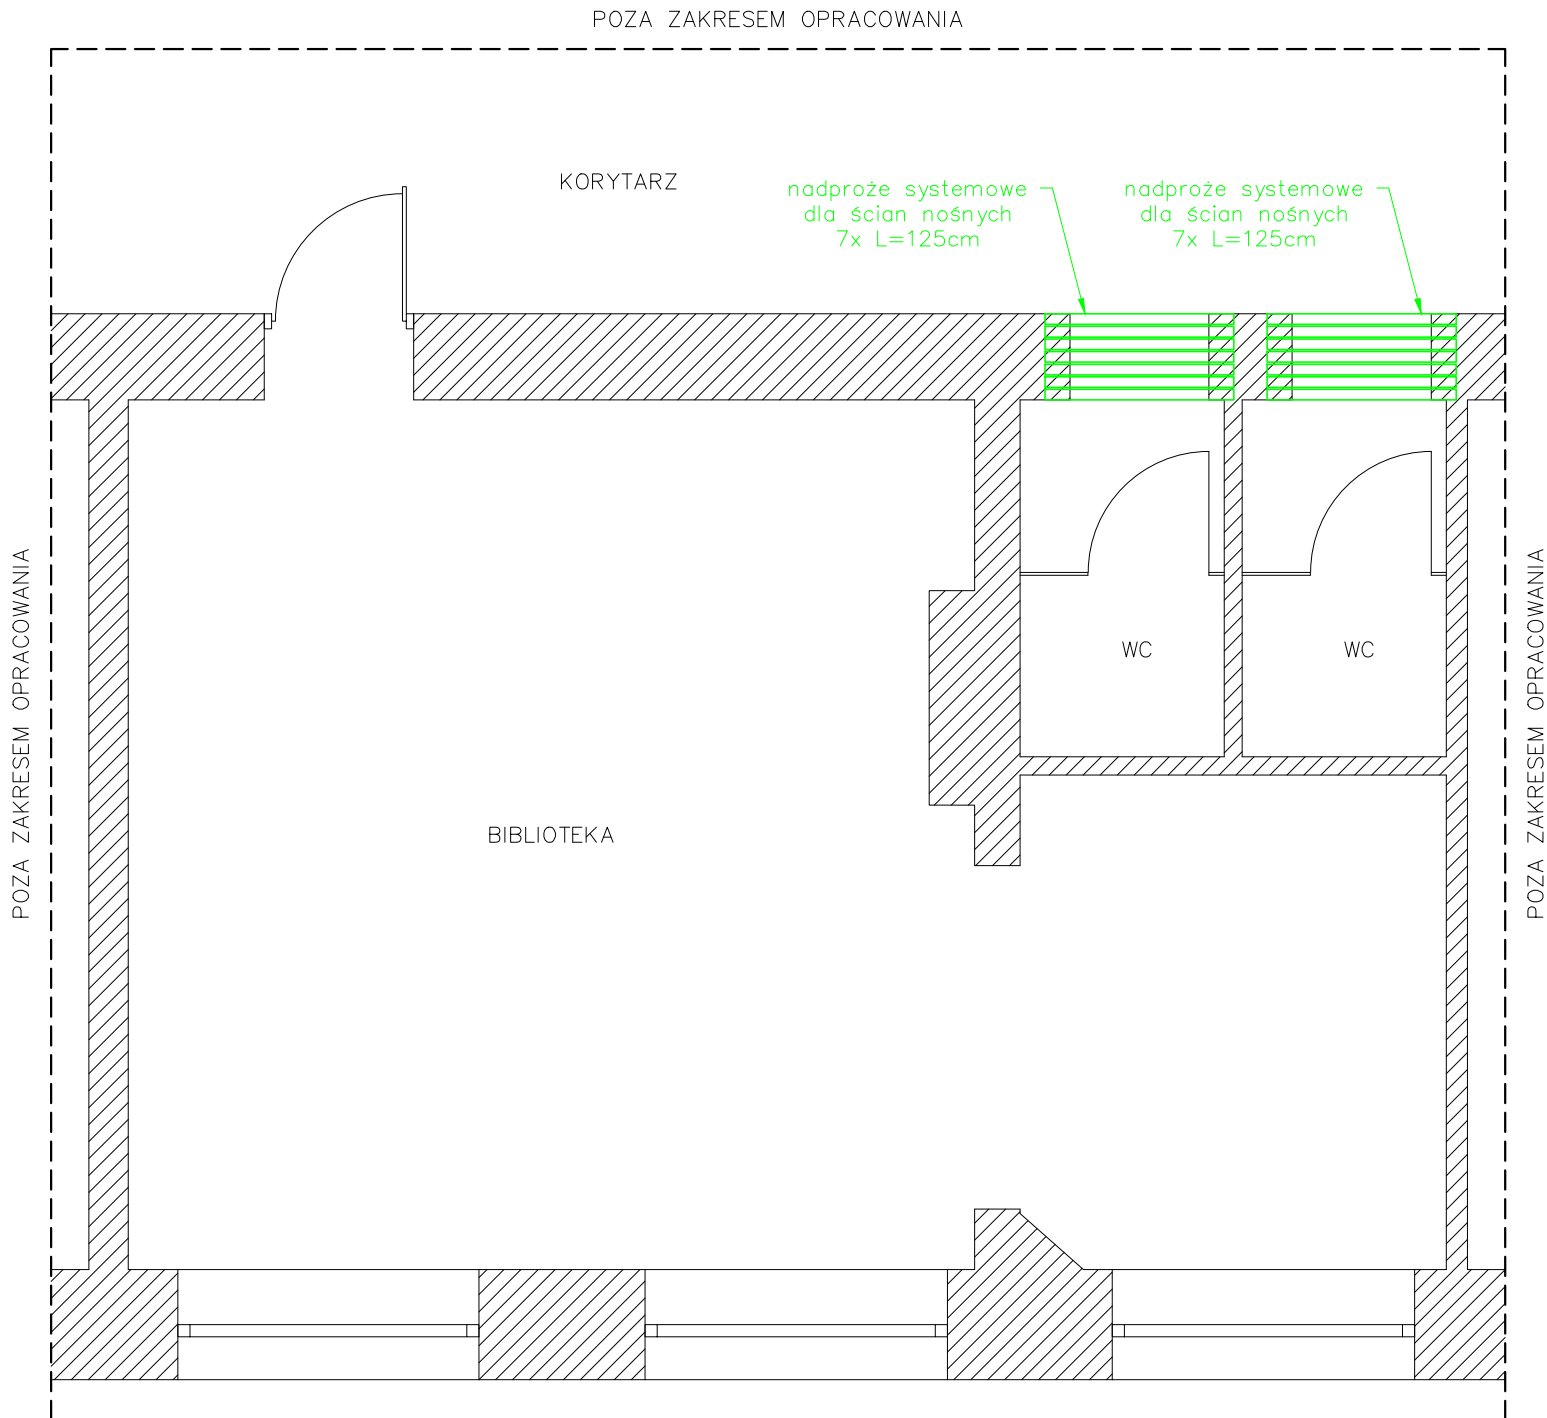 POZA ZAKRESEM OPRACOWANIA
KORYTARZ
nadproże systemowe
dla ścian nośnych
7x L=125cm
nadproże systemowe
dla ścian nośnych
7x L=125cm
POZA ZAKRESEM OPRACOWANIA
POZA ZAKRESEM OPRACOWANIA
WC
WC
BIBLIOTEKA